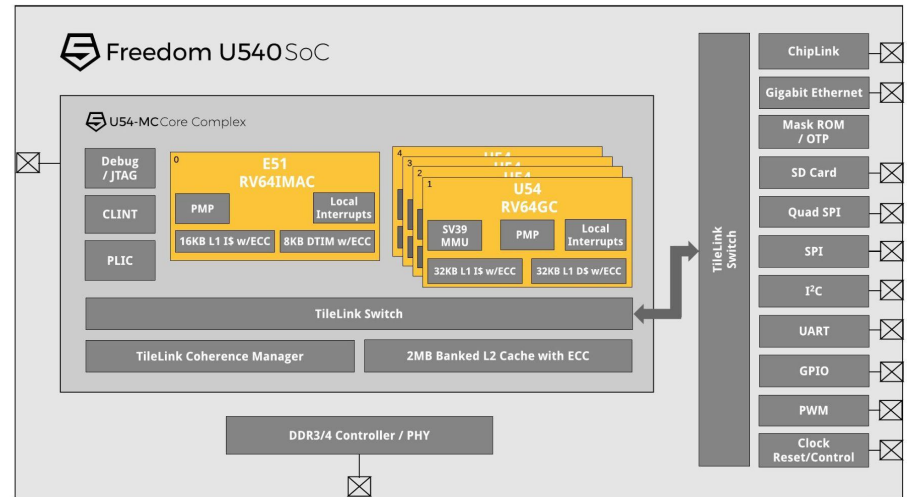 Freedom U540 SoC
U54-MC Core Complex
Debug
/ JTAG
CLINT
PLIC
0
E51
RV64IMAC
PMP
Local
Interrupts
16KB L1 I$ w/ECC
8KB DTIM w/ECC
4
U54
3
U54
2
U54
1
U54
RV64GC
SV39
MMU
PMP
Local
Interrupts
32KB L1 I$ w/ECC
32KB L1 D$ w/ECC
TileLink Switch
TileLink Coherence Manager
2MB Banked L2 Cache with ECC
DDR3/4 Controller / PHY
TileLink
Switch
ChipLink
Gigabit Ethernet
Mask ROM
/ OTP
SD Card
Quad SPI
SPI
I²C
UART
GPIO
PWM
Clock
Reset/Control